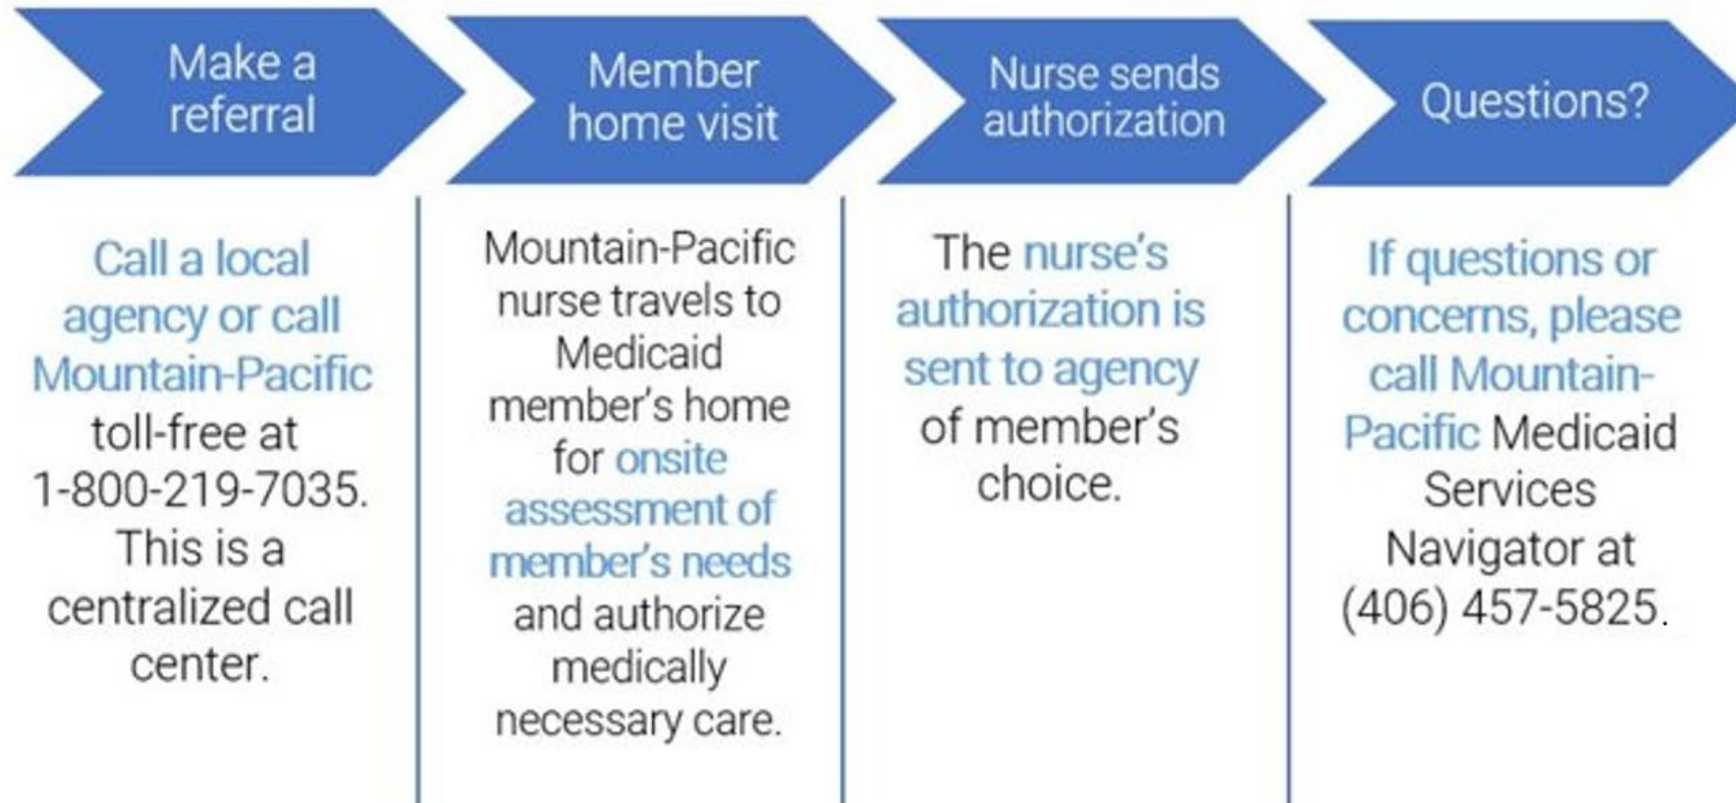 Make a
referral
Member
home visit
Nurse sends
authorization
Questions?
Call a local
agency or call
Mountain-Pacific
toll-free at
1-800-219-7035.
This is a
centralized call
center.
Mountain-Pacific
nurse travels to
Medicaid
member's home
for onsite
assessment of
member's needs
and authorize
medically
necessary care.
The nurse's
authorization is
sent to agency
of member's
choice.
If questions or
concerns, please
call Mountain-
Pacific Medicaid
Services
Navigator at
(406) 457-5825.